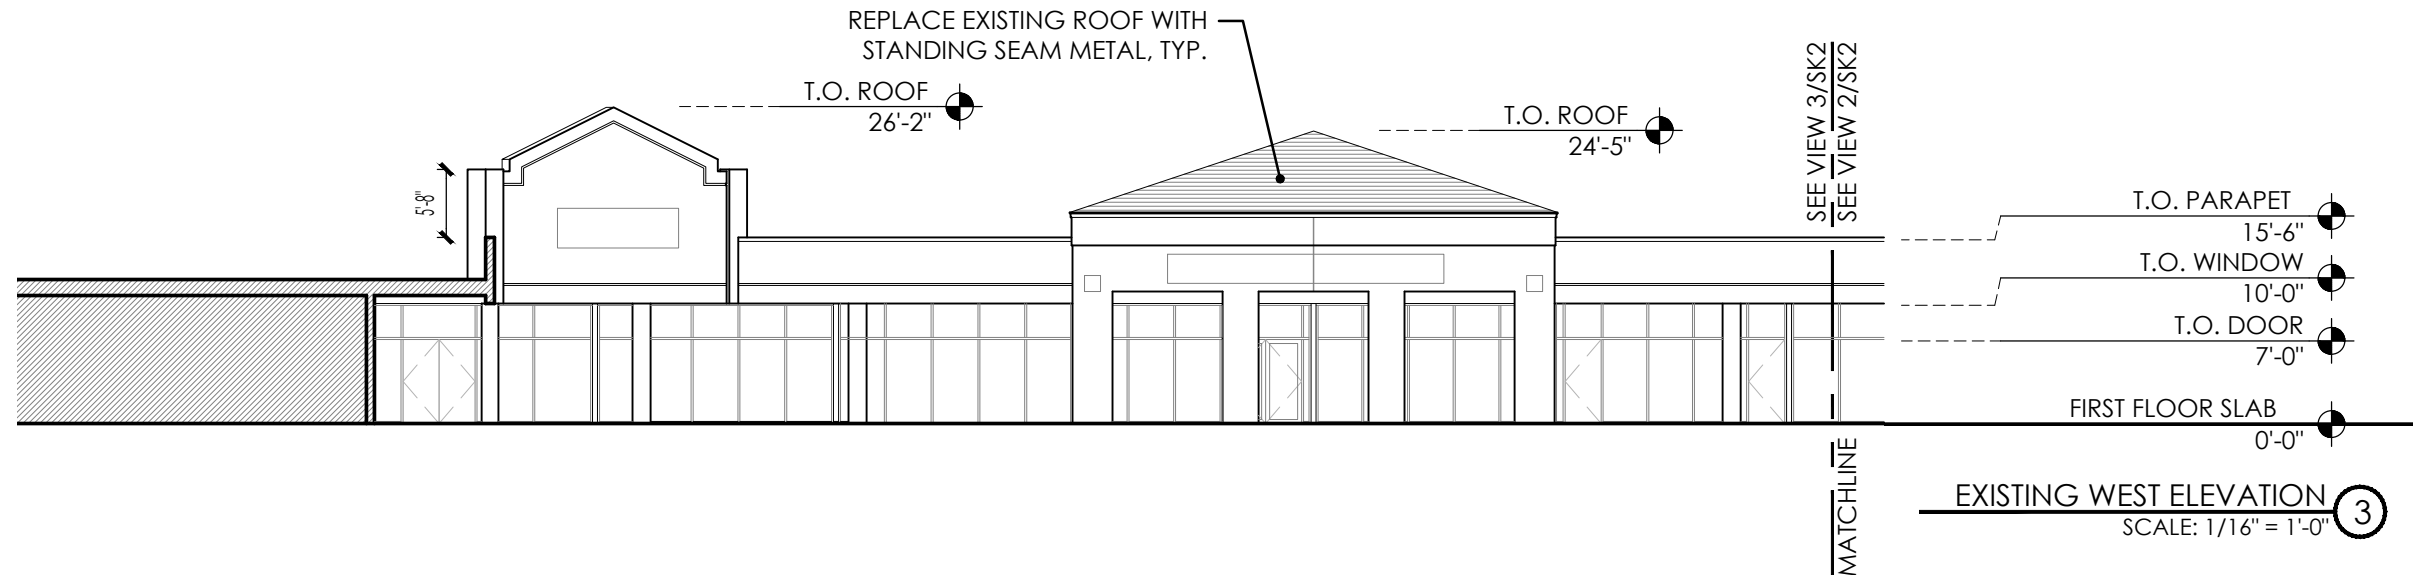 REPLACE EXISTING ROOF WITH
STANDING SEAM METAL, TYP.
T.O. ROOF
26'-2"
T.O. ROOF
24'-5"
5'-8"
SEE VIEW 3/SK2
SEE VIEW 2/SK2
MATCHLINE
T.O. PARAPET
15'-6"
T.O. WINDOW
10'-0"
T.O. DOOR
7'-0"
FIRST FLOOR SLAB
0'-0"
EXISTING WEST ELEVATION
3
SCALE: 1/16" = 1'-0"